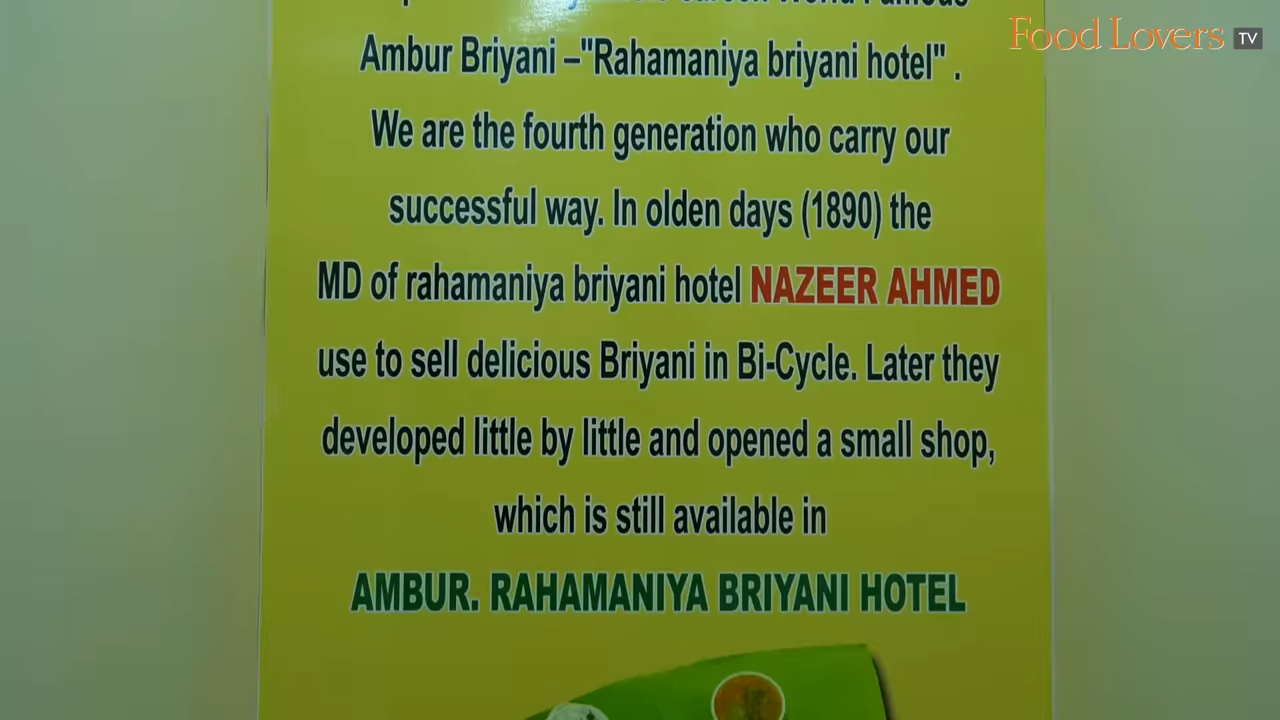 Food Lovers TV
World Famous
Ambur Briyani –"Rahamaniya briyani hotel" .
We are the fourth generation who carry our
successful way. In olden days (1890) the
MD of rahamaniya briyani hotel NAZEER AHMED
use to sell delicious Briyani in Bi-Cycle. Later they
developed little by little and opened a small shop,
which is still available in
AMBUR. RAHAMANIYA BRIYANI HOTEL